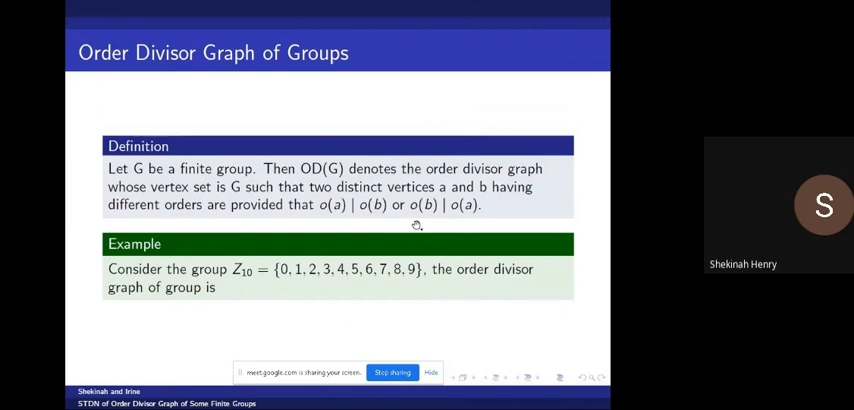 Order Divisor Graph of Groups
Definition
Let G be a finite group. Then OD(G) denotes the order divisor graph
whose vertex set is G such that two distinct vertices a and b having
different orders are provided that o(a) | o(b) or o(b) | o(a).
Example
Consider the group Z₁₀ = {0, 1, 2, 3, 4, 5, 6, 7, 8, 9}, the order divisor
graph of group is
S
Shekinah Henry
meet.google.com is sharing your screen.
Stop sharing
Hide
Shekinah and Irine
STDN of Order Divisor Graph of Some Finite Groups